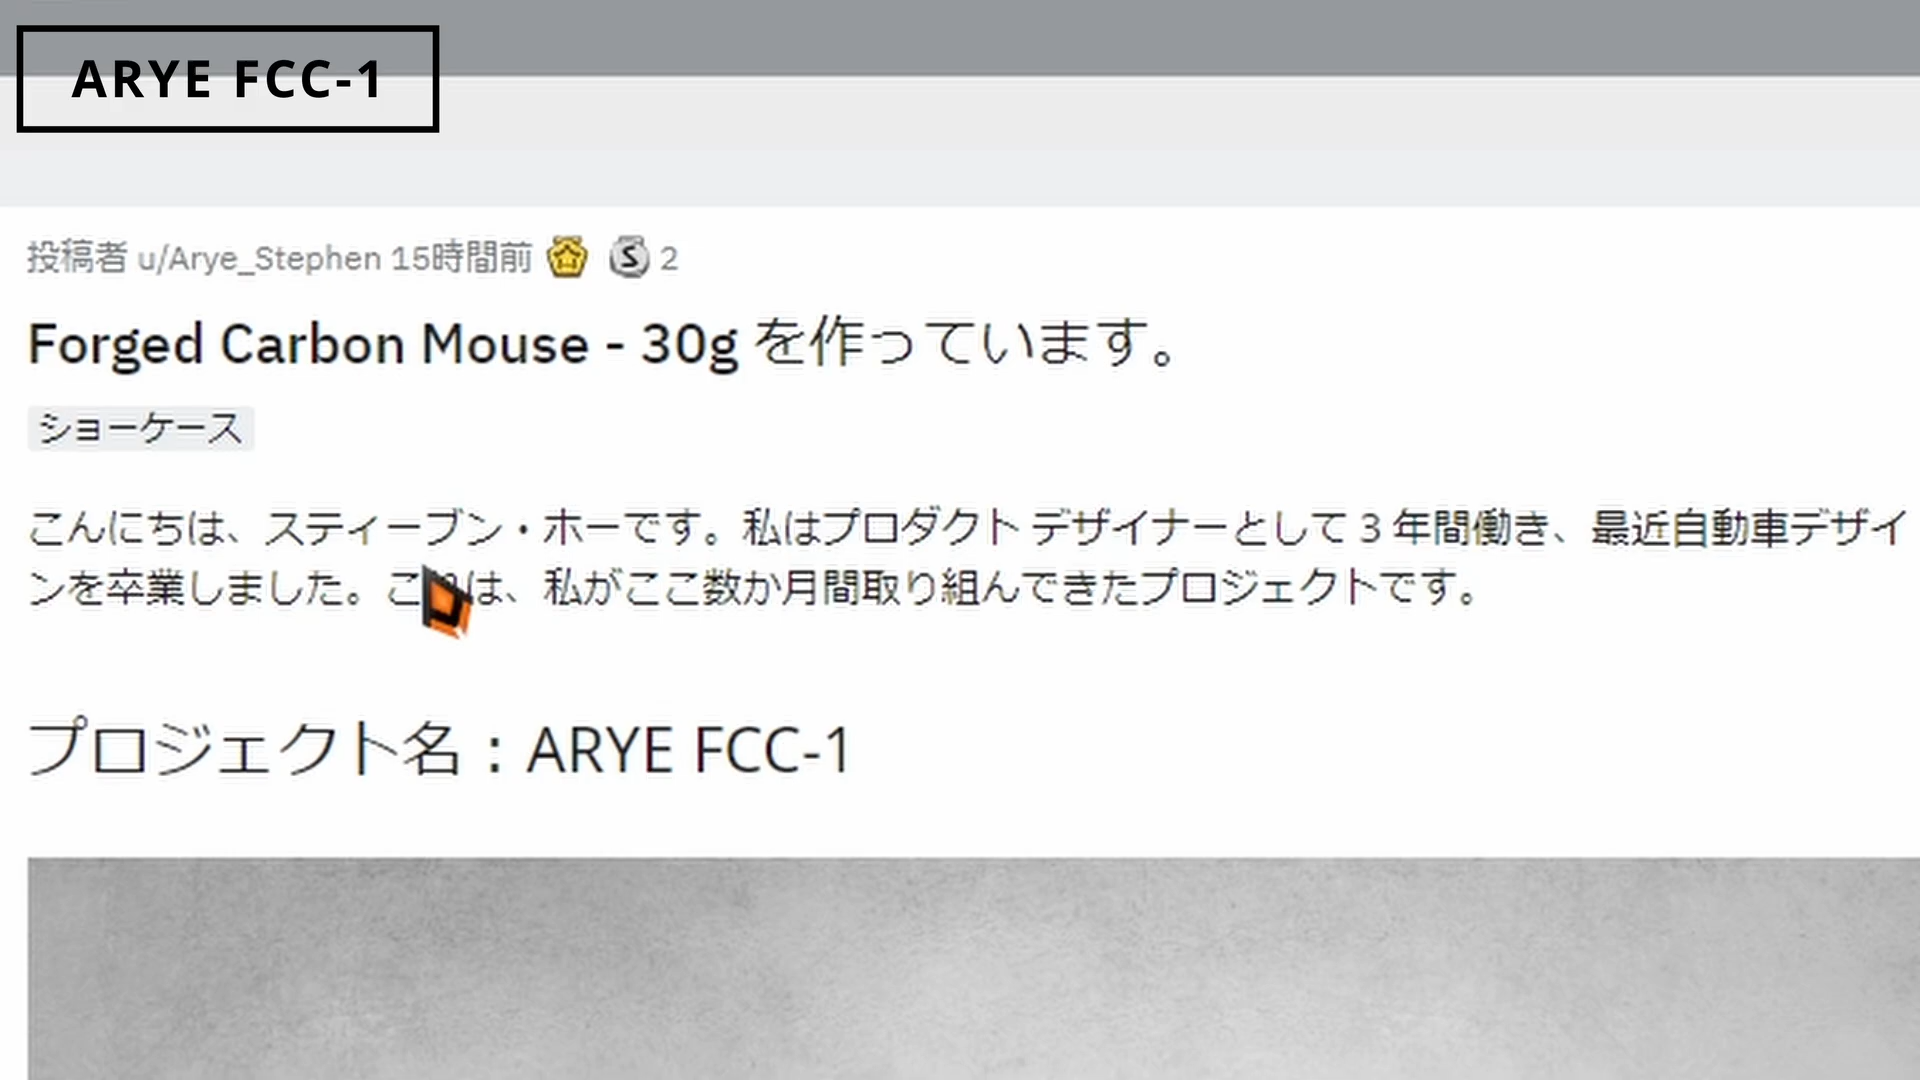 ARYE FCC-1
投稿者 u/Arye_Stephen 15時間前 S 2
Forged Carbon Mouse - 30g を作っています。
ショーケース
こんにちは、スティーブン・ホーです。私はプロダクト デザイナーとして 3 年間働き、最近自動車デザイ
ンを卒業しました。これは、私がここ数か月間取り組んできたプロジェクトです。
プロジェクト名：ARYE FCC-1